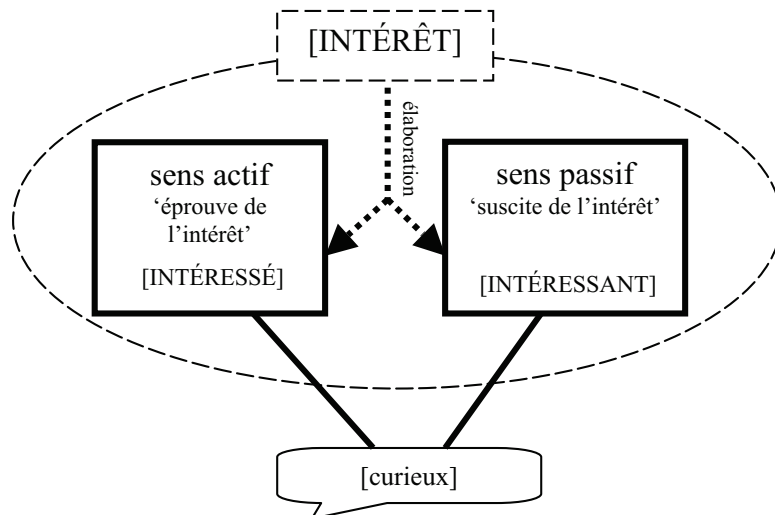 [INTÉRÊT]
élaboration
sens actif
‘éprouve de
l’intérêt’
[INTÉRESSÉ]
sens passif
‘suscite de l’intérêt’
[INTÉRESSANT]
[curieux]